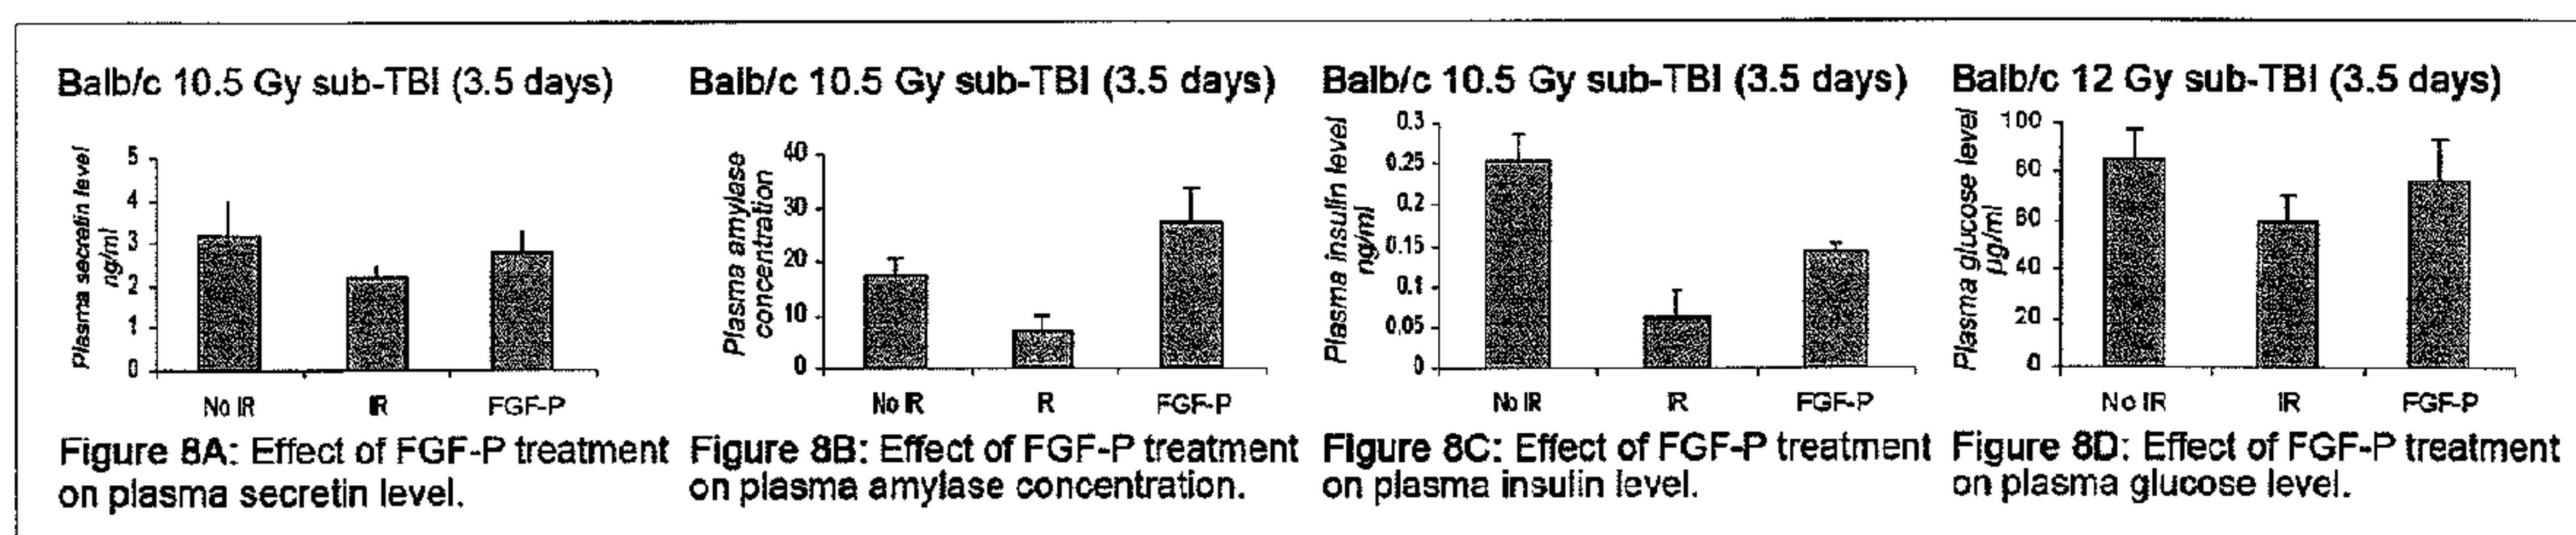 Balb/c 10.5 Gy sub-TBI (3.5 days)
Plasma secretin level
ng/ml
5
4
3
2
1
0
No IR
IR
FGF-P
Figure 8A: Effect of FGF-P treatment
on plasma secretin level.
Balb/c 10.5 Gy sub-TBI (3.5 days)
Plasma amylase
concentration
40
30
20
10
0
No IR
R
FGF-P
Figure 8B: Effect of FGF-P treatment
on plasma amylase concentration.
Balb/c 10.5 Gy sub-TBI (3.5 days)
Plasma insulin level
ng/ml
0.3
0.25
0.2
0.15
0.1
0.05
0
No IR
IR
FGF-P
Figure 8C: Effect of FGF-P treatment
on plasma insulin level.
Balb/c 12 Gy sub-TBI (3.5 days)
Plasma glucose level
µg/ml
100
80
60
40
20
0
No IR
IR
FGF-P
Figure 8D: Effect of FGF-P treatment
on plasma glucose level.